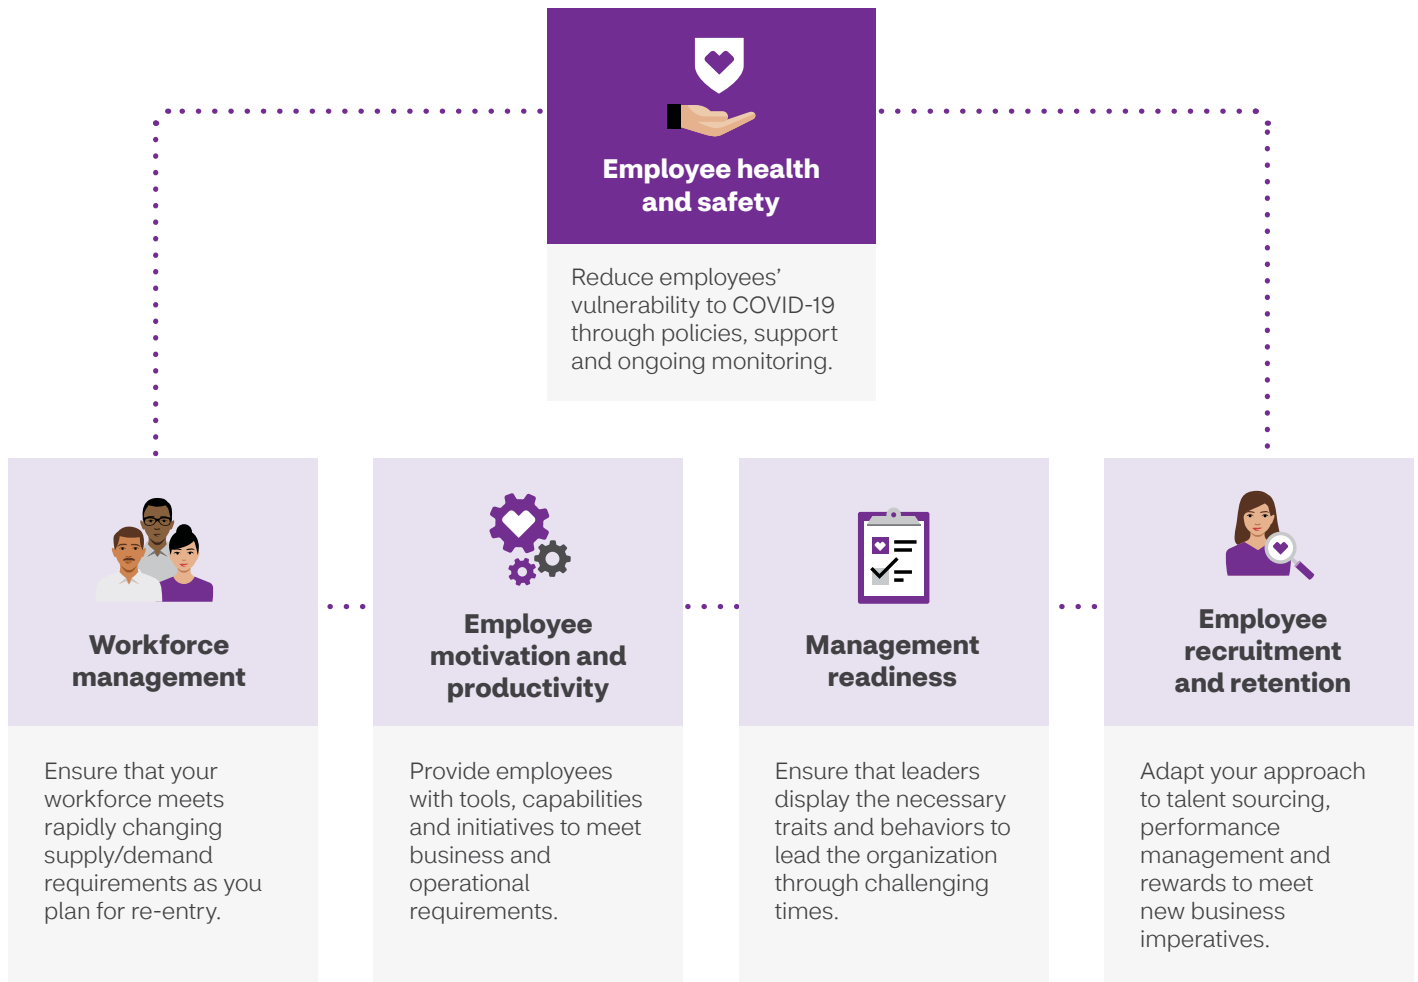 Employee health
and safety
Reduce employees’
vulnerability to COVID-19
through policies, support
and ongoing monitoring.
Workforce
management
Ensure that your
workforce meets
rapidly changing
supply/demand
requirements as you
plan for re-entry.
Employee
motivation and
productivity
Provide employees
with tools, capabilities
and initiatives to meet
business and
operational
requirements.
Management
readiness
Ensure that leaders
display the necessary
traits and behaviors to
lead the organization
through challenging
times.
Employee
recruitment
and retention
Adapt your approach
to talent sourcing,
performance
management and
rewards to meet
new business
imperatives.